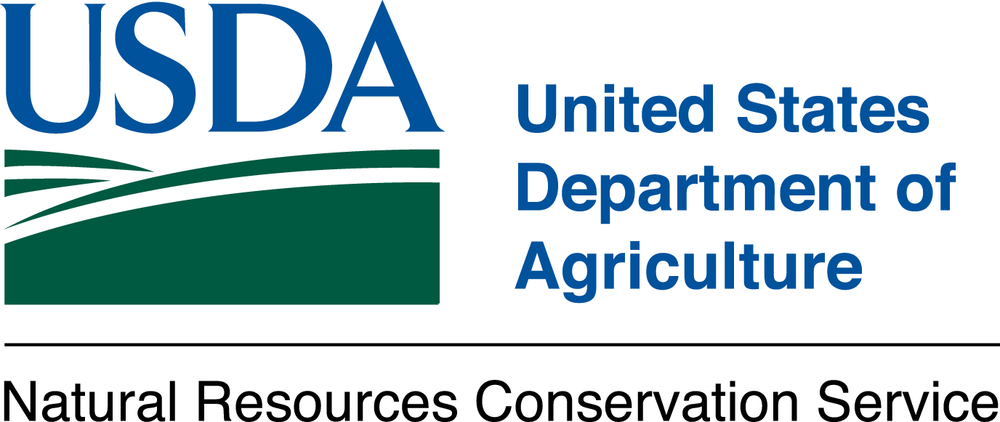 USDA
United States
Department of
Agriculture
Natural Resources Conservation Service